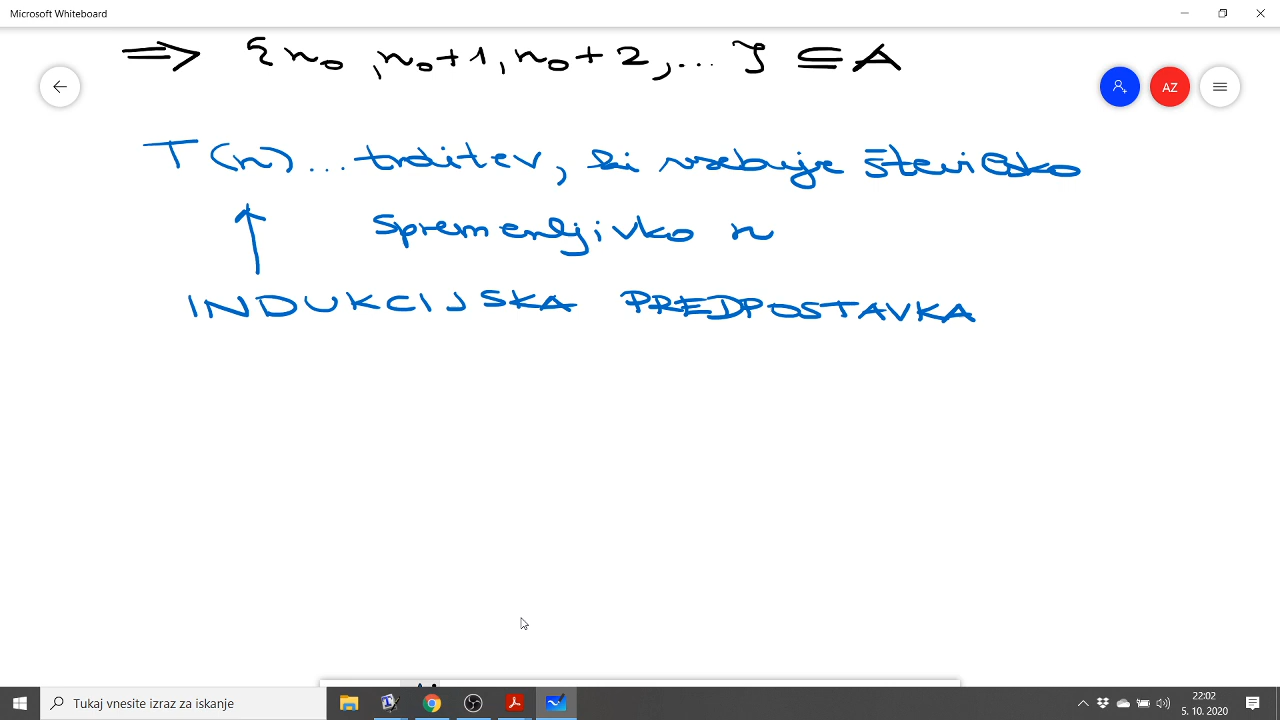 Microsoft Whiteboard
⇒ {n₀, n₀+1, n₀+2, ...} ⊆ A
AZ
T(n)... trditev, ki vsebuje številsko
spremenljivko n
INDUKCIJSKA PREDPOSTAVKA
Tukaj vnesite izraz za iskanje
22:02
5. 10. 2020